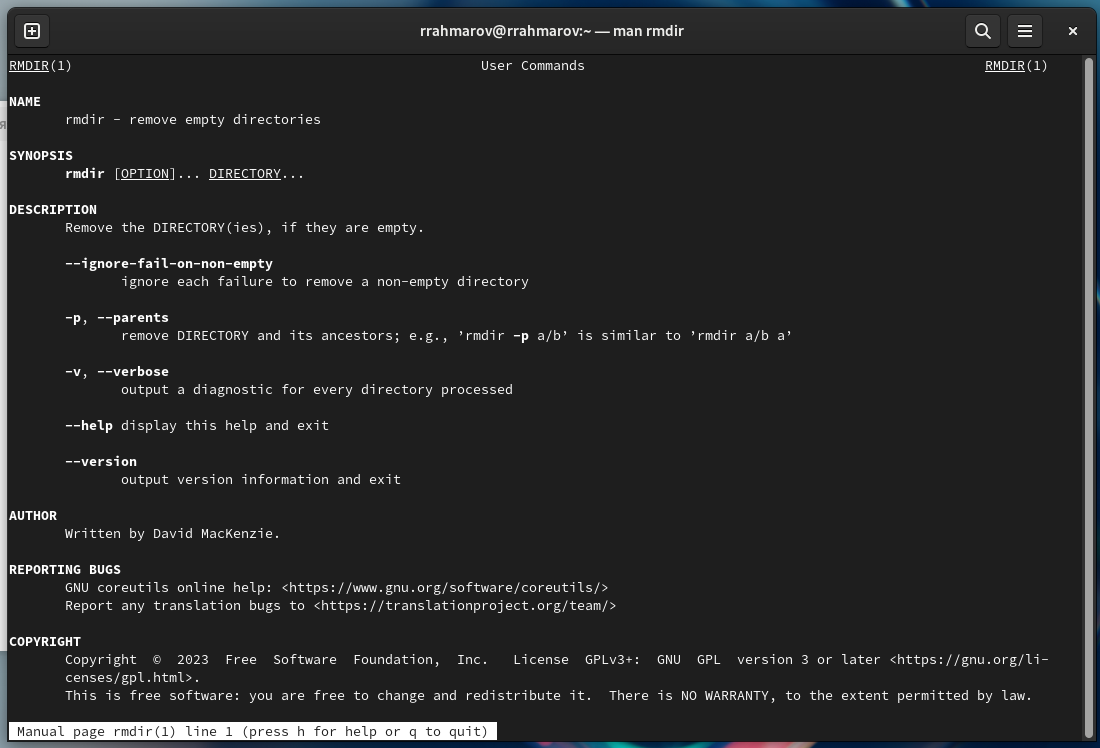 rrahmarov@rrahmarov:~ — man rmdir
RMDIR(1) User Commands RMDIR(1)
NAME
rmdir - remove empty directories
SYNOPSIS
rmdir [OPTION]... DIRECTORY...
DESCRIPTION
Remove the DIRECTORY(ies), if they are empty.
--ignore-fail-on-non-empty
ignore each failure to remove a non-empty directory
-p, --parents
remove DIRECTORY and its ancestors; e.g., ’rmdir -p a/b’ is similar to ’rmdir a/b a’
-v, --verbose
output a diagnostic for every directory processed
--help display this help and exit
--version
output version information and exit
AUTHOR
Written by David MacKenzie.
REPORTING BUGS
GNU coreutils online help: <https://www.gnu.org/software/coreutils/>
Report any translation bugs to <https://translationproject.org/team/>
COPYRIGHT
Copyright © 2023 Free Software Foundation, Inc. License GPLv3+: GNU GPL version 3 or later <https://gnu.org/li-
censes/gpl.html>.
This is free software: you are free to change and redistribute it. There is NO WARRANTY, to the extent permitted by law.
Manual page rmdir(1) line 1 (press h for help or q to quit)